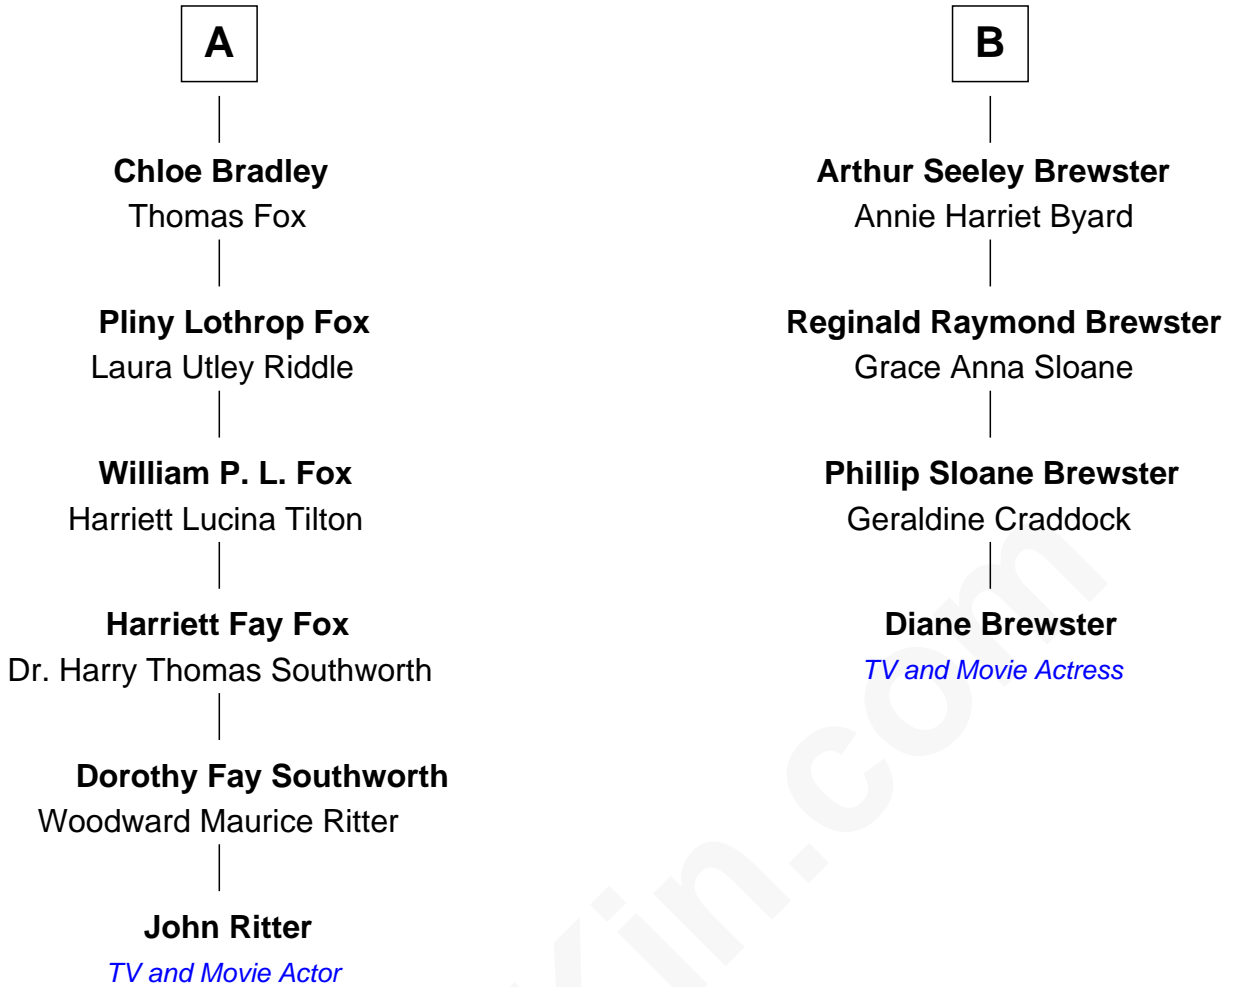 A
Chloe Bradley
Thomas Fox
Pliny Lothrop Fox
Laura Utley Riddle
William P. L. Fox
Harriett Lucina Tilton
Harriett Fay Fox
Dr. Harry Thomas Southworth
Dorothy Fay Southworth
Woodward Maurice Ritter
John Ritter
TV and Movie Actor
B
Arthur Seeley Brewster
Annie Harriet Byard
Reginald Raymond Brewster
Grace Anna Sloane
Phillip Sloane Brewster
Geraldine Craddock
Diane Brewster
TV and Movie Actress
Kin.com